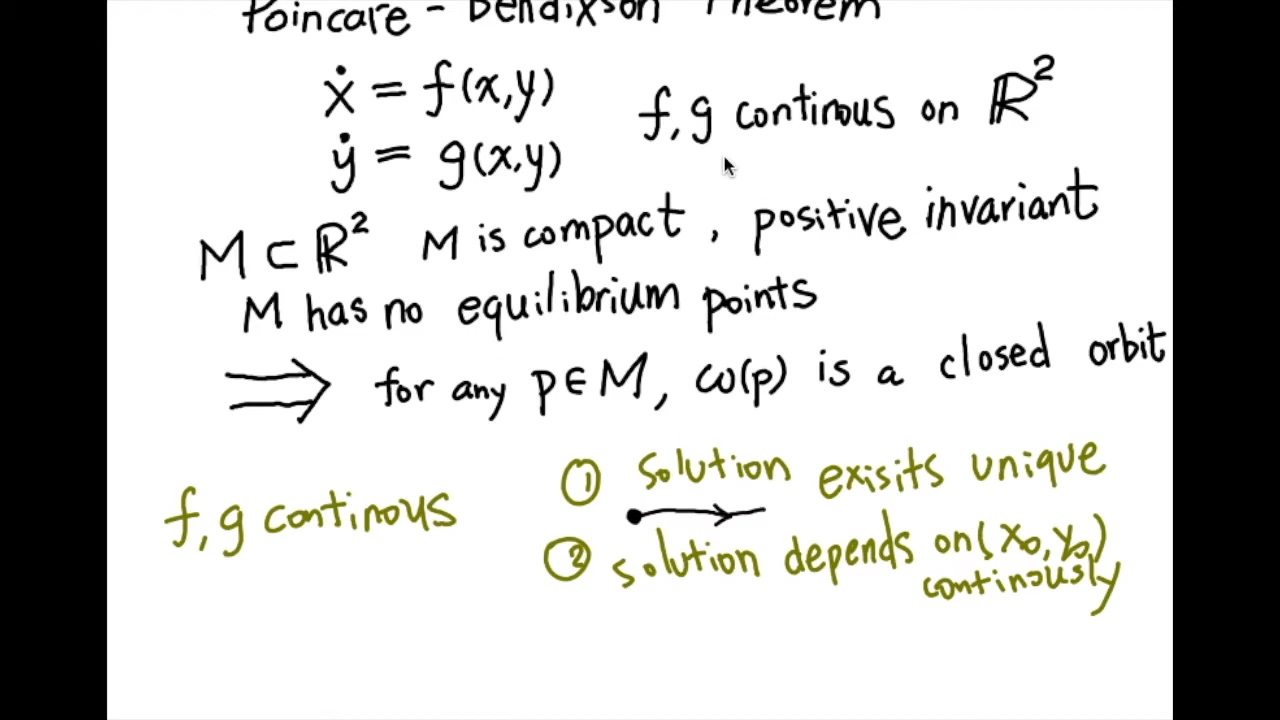 Poincare - Bendixson Theorem
ẋ = f(x,y)
f, g continous on ℝ²
ẏ = g(x,y)
M ⊂ ℝ² M is compact, positive invariant
M has no equilibrium points
⟹ for any p ∈ M, ω(p) is a closed orbit
f, g continous
① solution exisits unique
② solution depends on (x₀, y₀)
continously